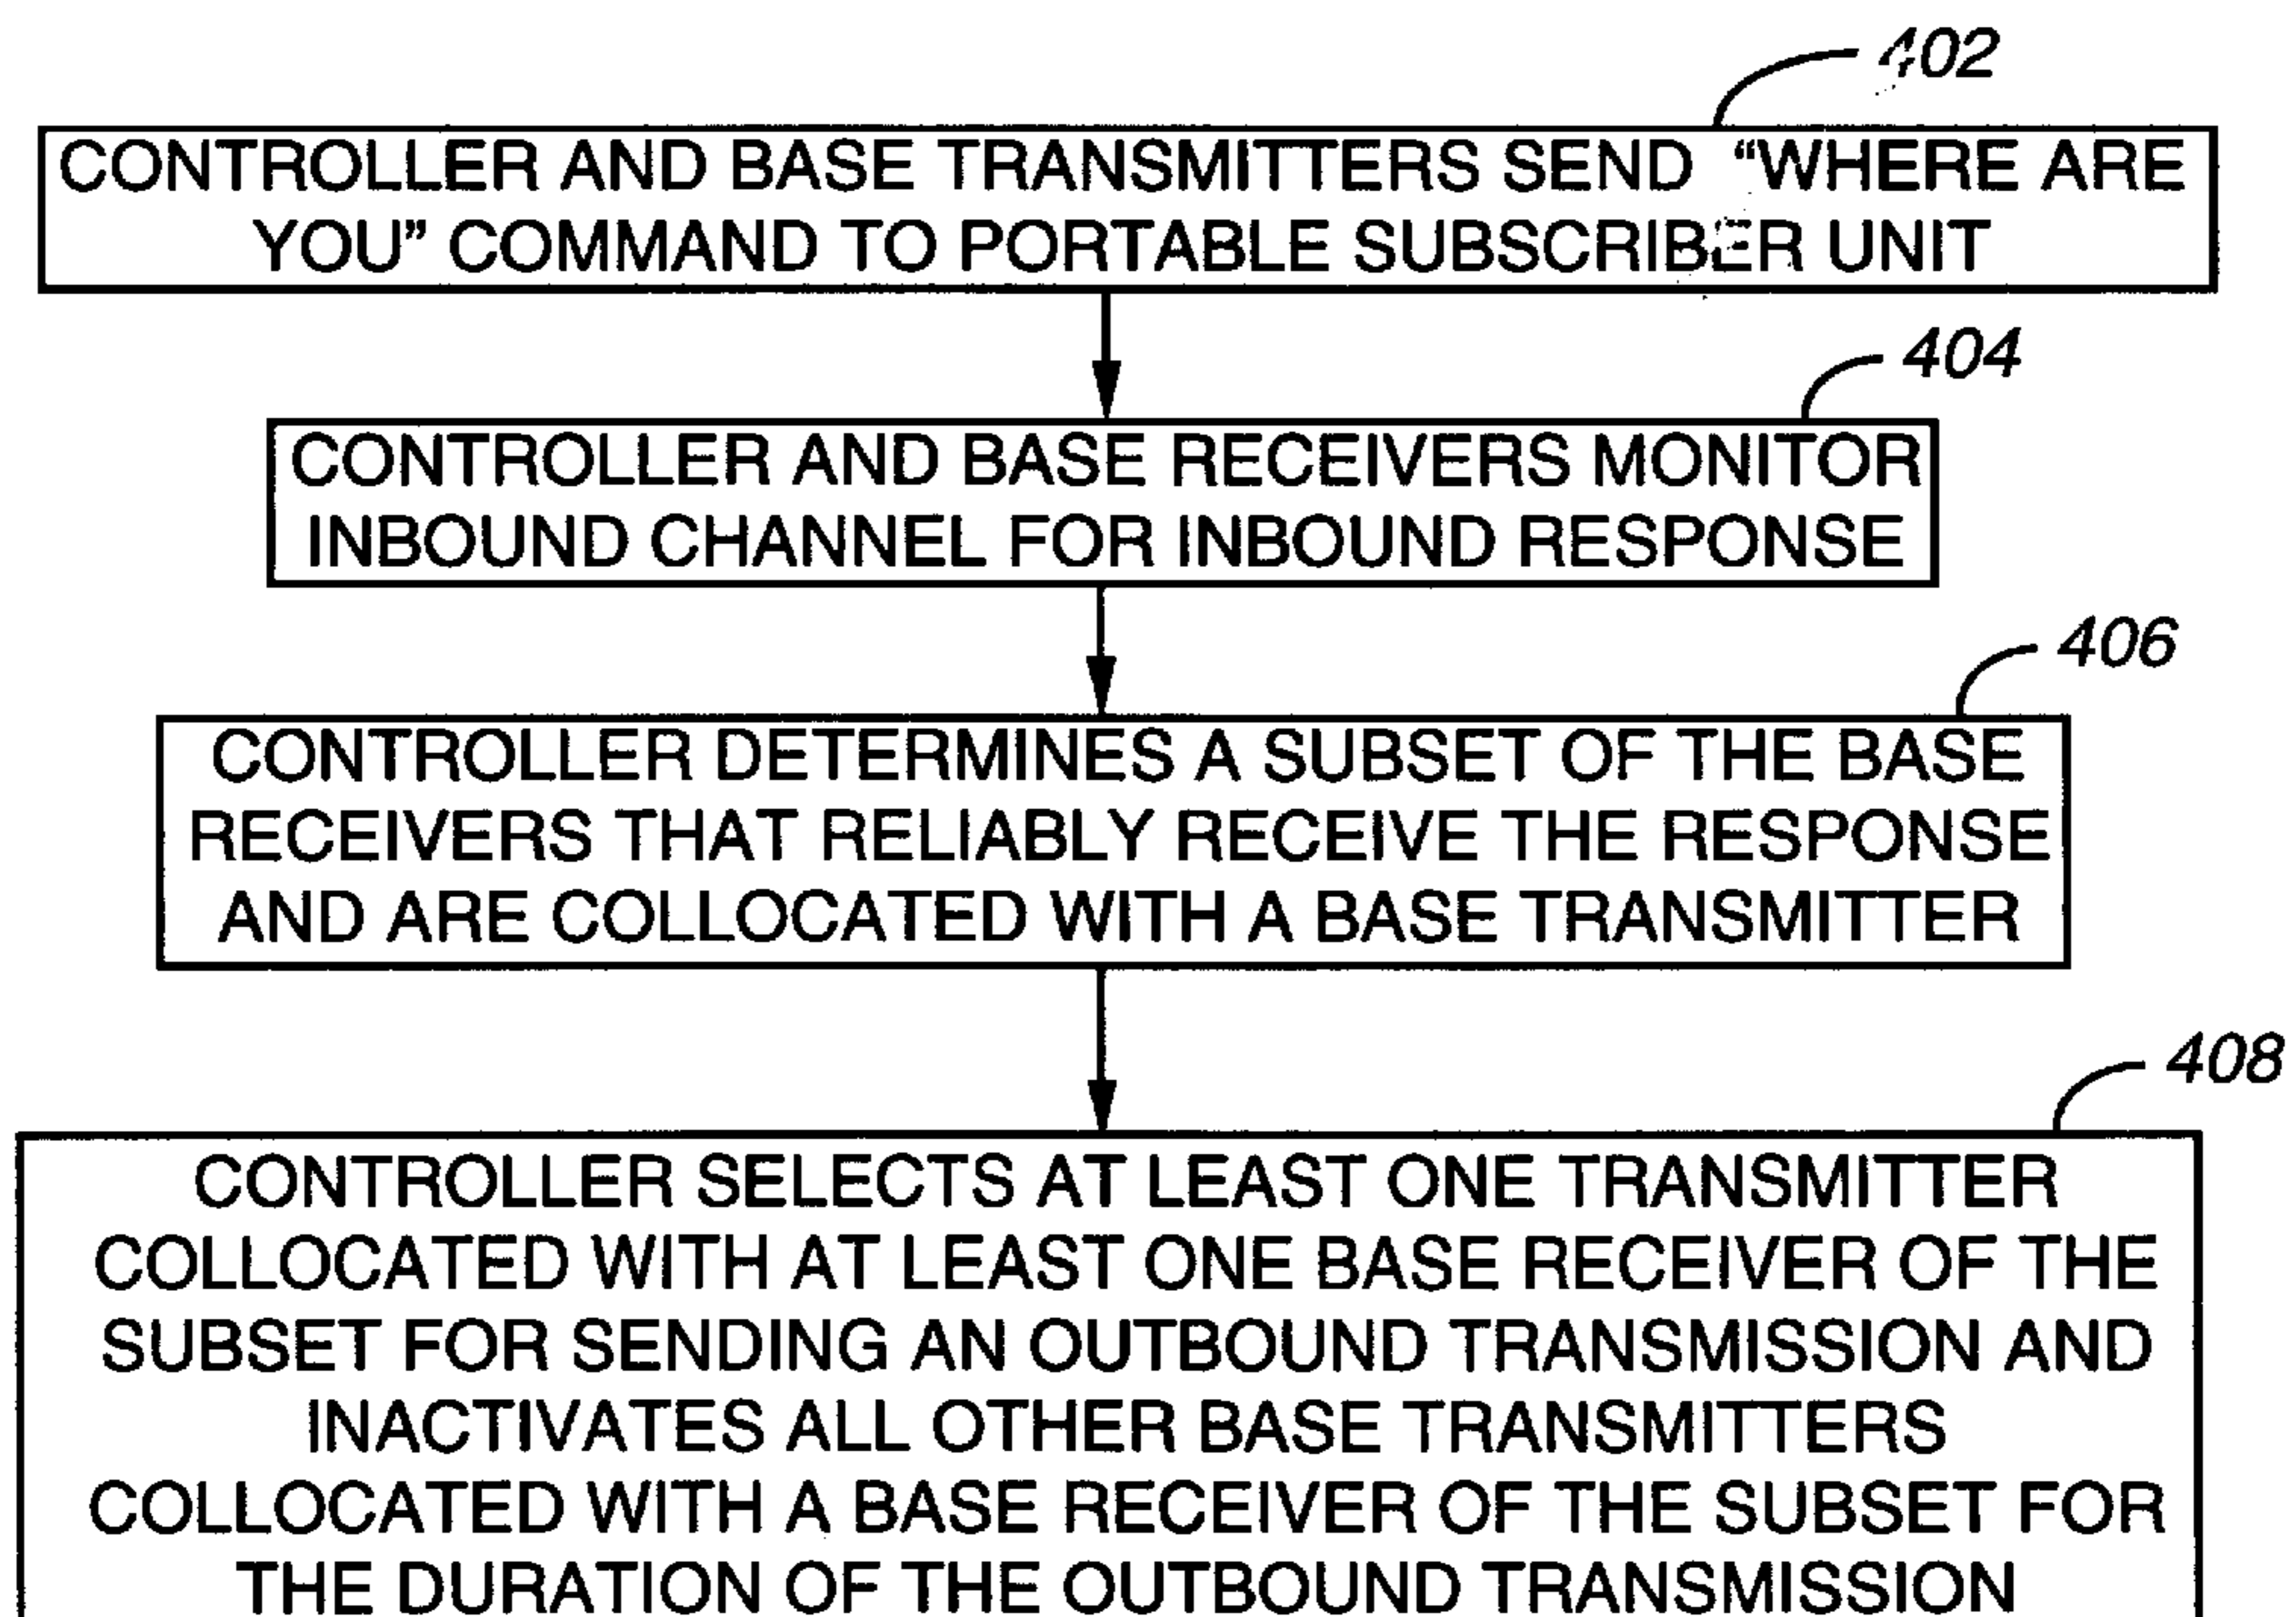 402
CONTROLLER AND BASE TRANSMITTERS SEND “WHERE ARE
YOU” COMMAND TO PORTABLE SUBSCRIBER UNIT
404
CONTROLLER AND BASE RECEIVERS MONITOR
INBOUND CHANNEL FOR INBOUND RESPONSE
406
CONTROLLER DETERMINES A SUBSET OF THE BASE
RECEIVERS THAT RELIABLY RECEIVE THE RESPONSE
AND ARE COLLOCATED WITH A BASE TRANSMITTER
408
CONTROLLER SELECTS AT LEAST ONE TRANSMITTER
COLLOCATED WITH AT LEAST ONE BASE RECEIVER OF THE
SUBSET FOR SENDING AN OUTBOUND TRANSMISSION AND
INACTIVATES ALL OTHER BASE TRANSMITTERS
COLLOCATED WITH A BASE RECEIVER OF THE SUBSET FOR
THE DURATION OF THE OUTBOUND TRANSMISSION